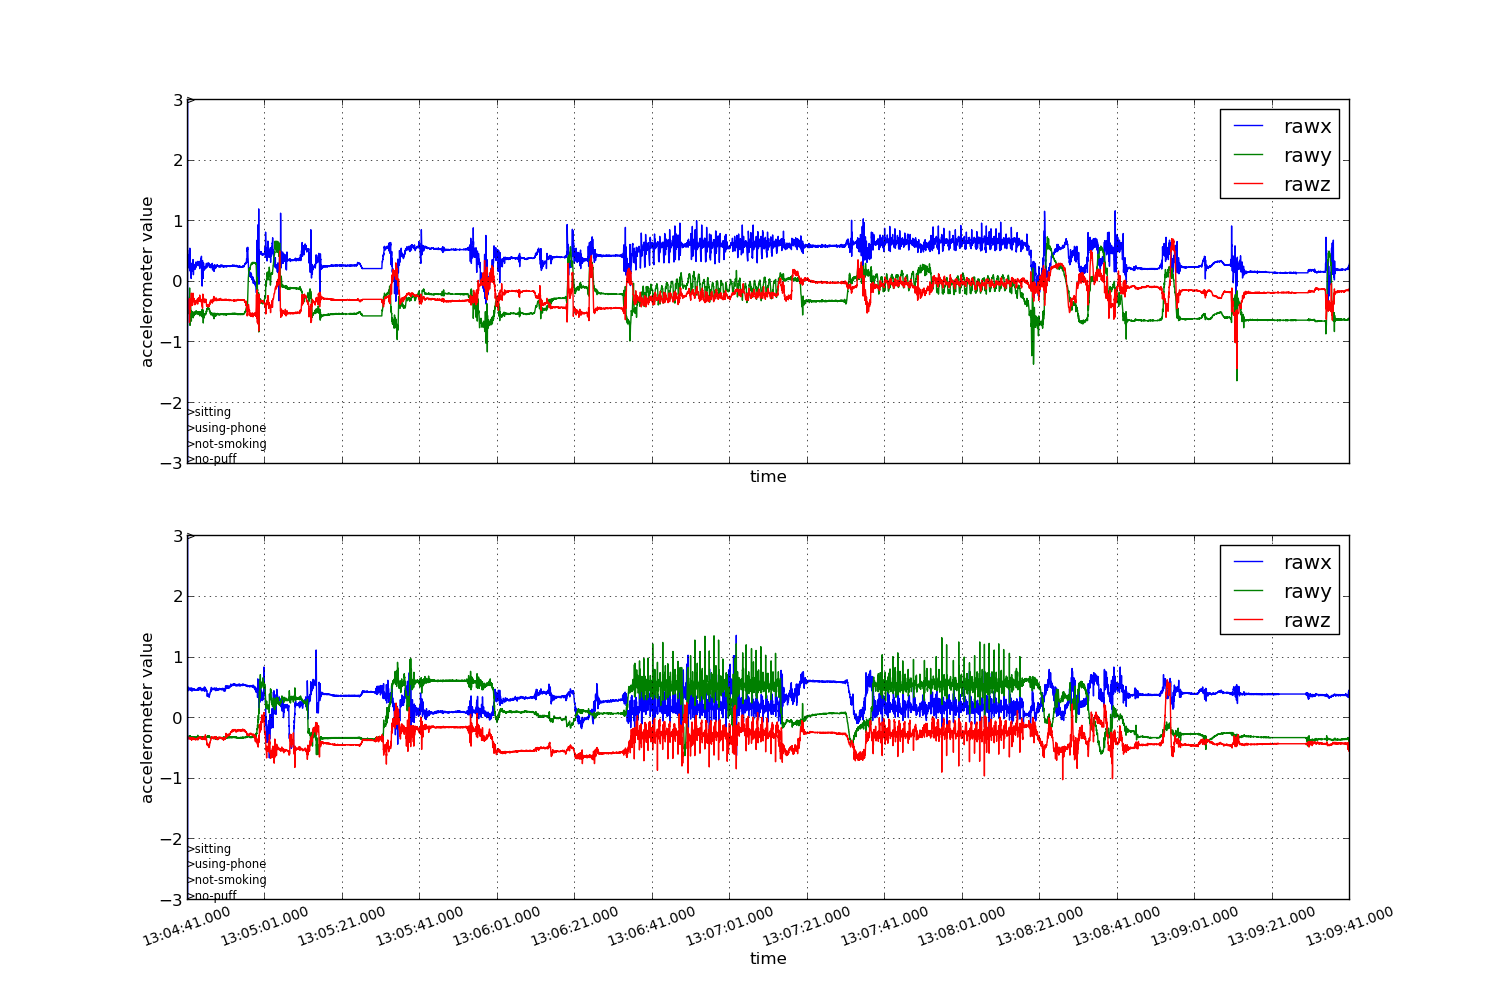 3
>
2
1
0
−1
−2
−3
accelerometer value
rawx
rawy
rawz
>sitting
>using-phone
>not-smoking
>no-puff
time
3
>
2
1
0
−1
−2
−3
accelerometer value
rawx
rawy
rawz
>sitting
>using-phone
>not-smoking
>no-puff
13:04:41.000 13:05:01.000 13:05:21.000 13:05:41.000 13:06:01.000 13:06:21.000 13:06:41.000 13:07:01.000 13:07:21.000 13:07:41.000 13:08:01.000 13:08:21.000 13:08:41.000 13:09:01.000 13:09:21.000 13:09:41.000
time